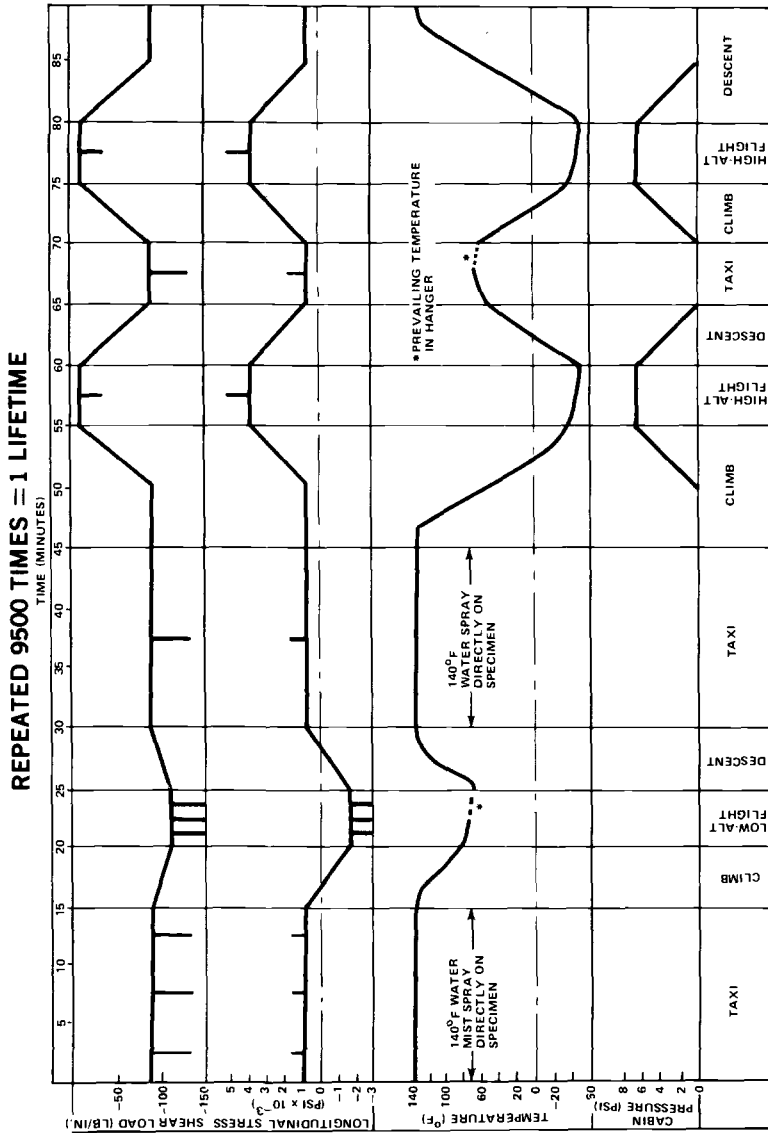 REPEATED 9500 TIMES = 1 LIFETIME
TIME (MINUTES)
5 10 15 20 25 30 35 40 45 50 55 60 65 70 75 80 85
SHEAR LOAD (LB/IN.)
-50
-100
-150
LONGITUDINAL STRESS
(PSI × 10⁻³)
5
4
3
2
1
0
-1
-2
-3
TEMPERATURE (°F)
140
100
60
20
0
-20
50
*PREVAILING TEMPERATURE
IN HANGER
*
*
140°F WATER
MIST SPRAY
DIRECTLY ON
SPECIMEN
140°F
WATER SPRAY
DIRECTLY ON
SPECIMEN
CABIN
PRESSURE (PSI)
8
6
4
2
0
TAXI
CLIMB
LOW-ALT
FLIGHT
DESCENT
TAXI
CLIMB
HIGH-ALT
FLIGHT
DESCENT
TAXI
CLIMB
HIGH-ALT
FLIGHT
DESCENT